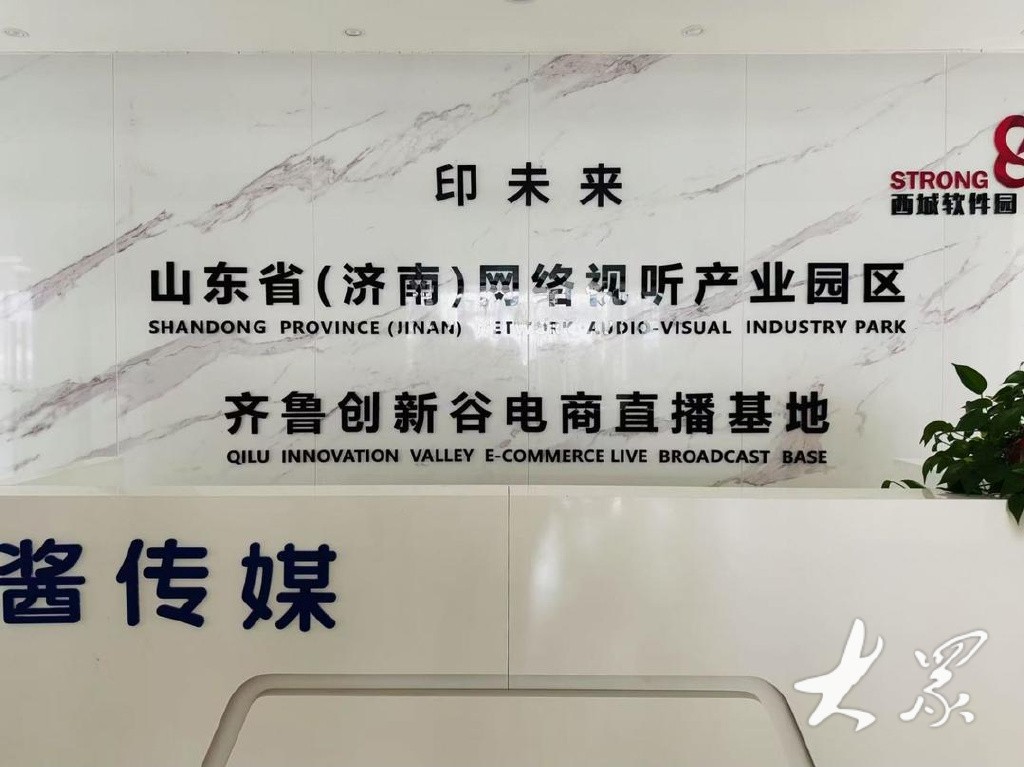 印未来
STRONG
西城软件园
山东省(济南)网络视听产业园区
SHANDONG PROVINCE (JINAN) NETWORK AUDIO-VISUAL INDUSTRY PARK
齐鲁创新谷电商直播基地
QILU INNOVATION VALLEY E-COMMERCE LIVE BROADCAST BASE
酱传媒
大众